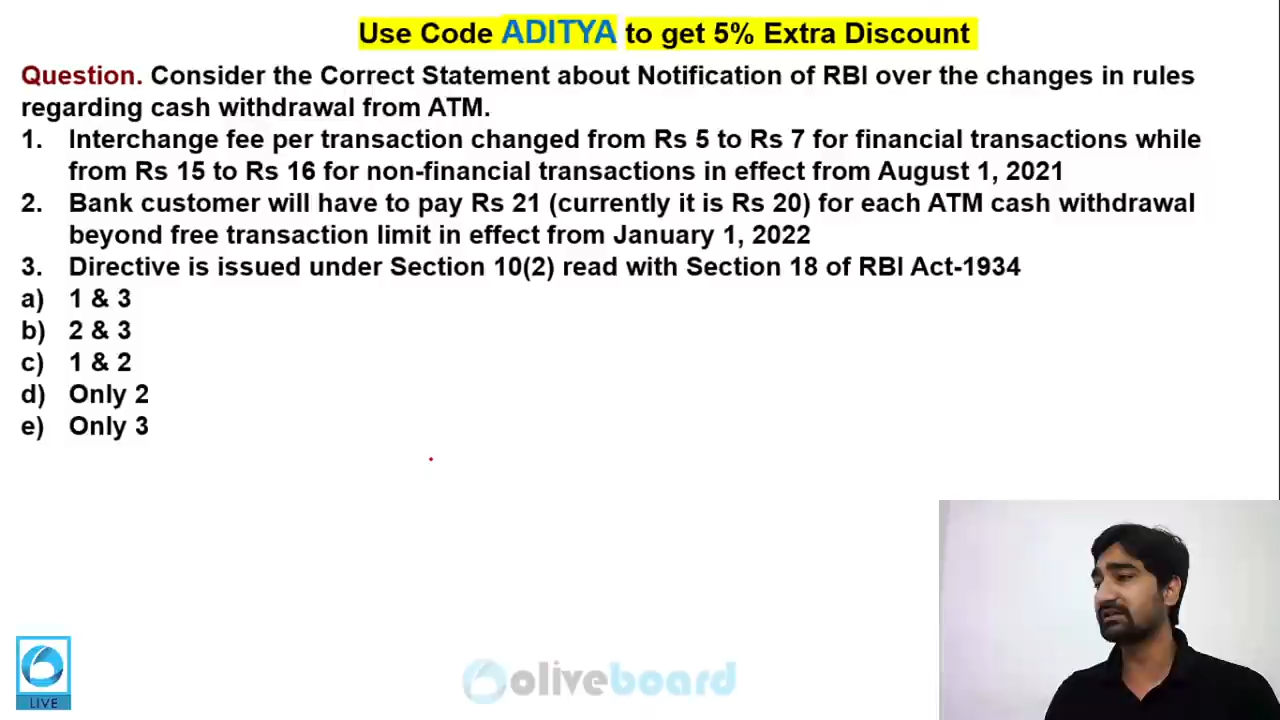 Use Code ADITYA to get 5% Extra Discount
Question. Consider the Correct Statement about Notification of RBI over the changes in rules
regarding cash withdrawal from ATM.
1. Interchange fee per transaction changed from Rs 5 to Rs 7 for financial transactions while
from Rs 15 to Rs 16 for non-financial transactions in effect from August 1, 2021
2. Bank customer will have to pay Rs 21 (currently it is Rs 20) for each ATM cash withdrawal
beyond free transaction limit in effect from January 1, 2022
3. Directive is issued under Section 10(2) read with Section 18 of RBI Act-1934
a) 1 & 3
b) 2 & 3
c) 1 & 2
d) Only 2
e) Only 3
LIVE
oliveboard